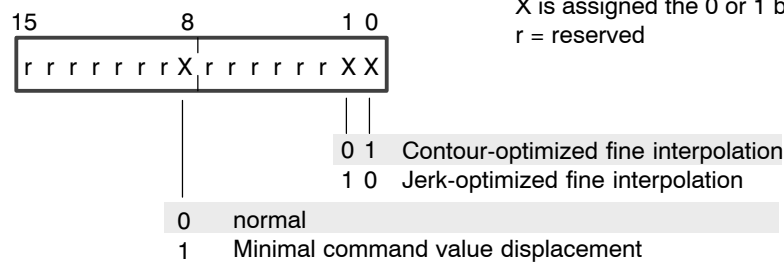 X is assigned the 0 or 1 b
r = reserved
15 8 1 0
r r r r r r r X r r r r r r X X
0 1 Contour-optimized fine interpolation
1 0 Jerk-optimized fine interpolation
0 normal
1 Minimal command value displacement